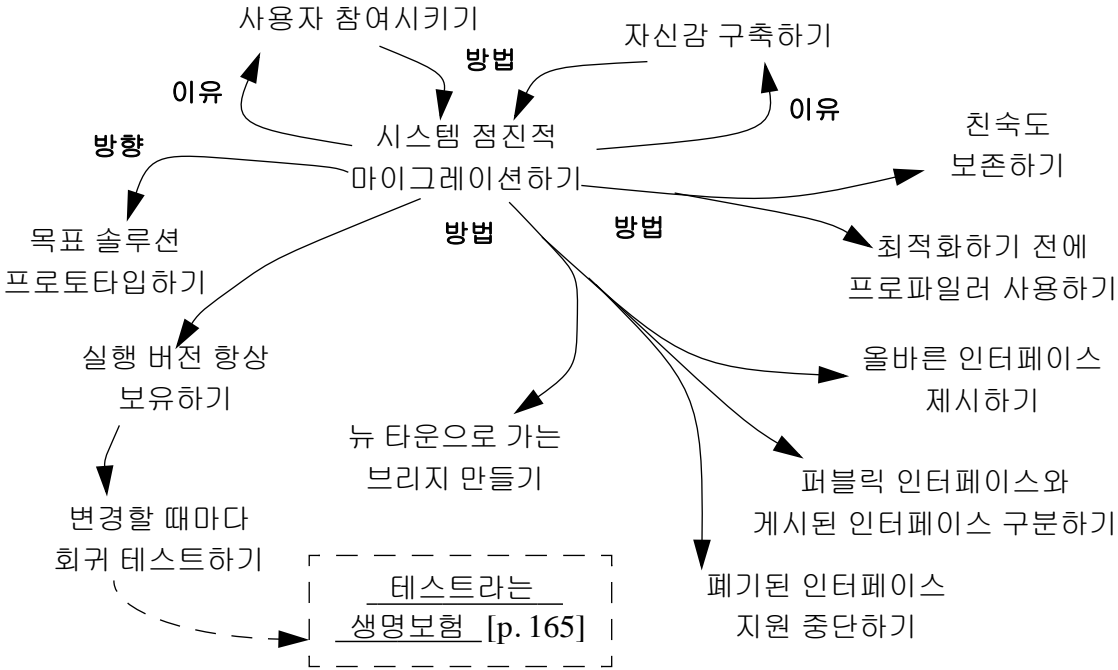 사용자 참여시키기
자신감 구축하기
방법
이유
이유
시스템 점진적
마이그레이션하기
방향
친숙도
보존하기
목표 솔루션
프로토타입하기
방법
방법
최적화하기 전에
프로파일러 사용하기
실행 버전 항상
보유하기
올바른 인터페이스
제시하기
뉴 타운으로 가는
브리지 만들기
퍼블릭 인터페이스와
게시된 인터페이스 구분하기
변경할 때마다
회귀 테스트하기
테스트라는
생명보험 [p. 165]
폐기된 인터페이스
지원 중단하기